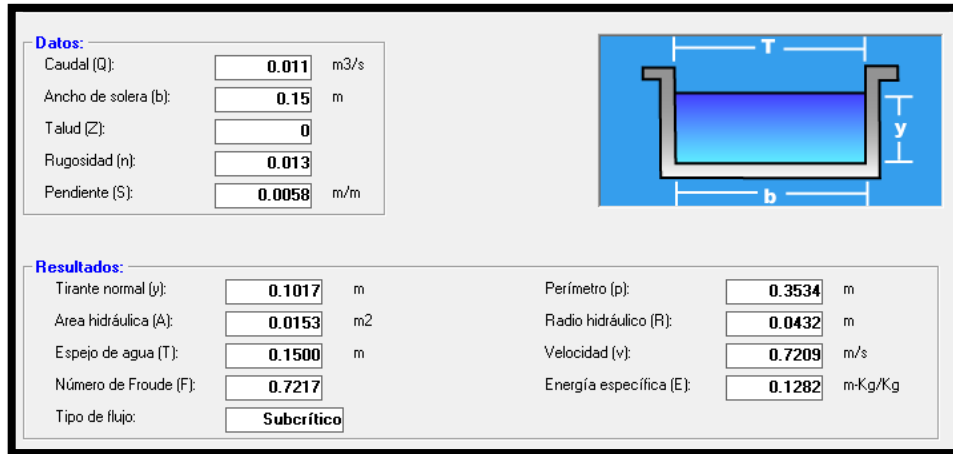 Datos:
Caudal (Q): 0.011 m3/s
Ancho de solera (b): 0.15 m
Talud (Z): 0
Rugosidad (n): 0.013
Pendiente (S): 0.0058 m/m
T
y
b
Resultados:
Tirante normal (y): 0.1017 m Perímetro (p): 0.3534 m
Area hidráulica (A): 0.0153 m2 Radio hidráulico (R): 0.0432 m
Espejo de agua (T): 0.1500 m Velocidad (v): 0.7209 m/s
Número de Froude (F): 0.7217 Energía específica (E): 0.1282 m-Kg/Kg
Tipo de flujo: Subcrítico